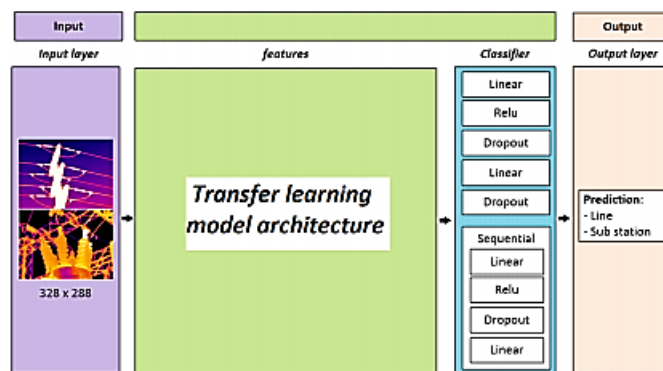 Input
Output
Input layer
features
Classifier
Output layer
Linear
Relu
Dropout
Linear
Dropout
Sequential
Linear
Relu
Dropout
Linear
Transfer learning
model architecture
328 x 288
Prediction:
- Line
- Sub station